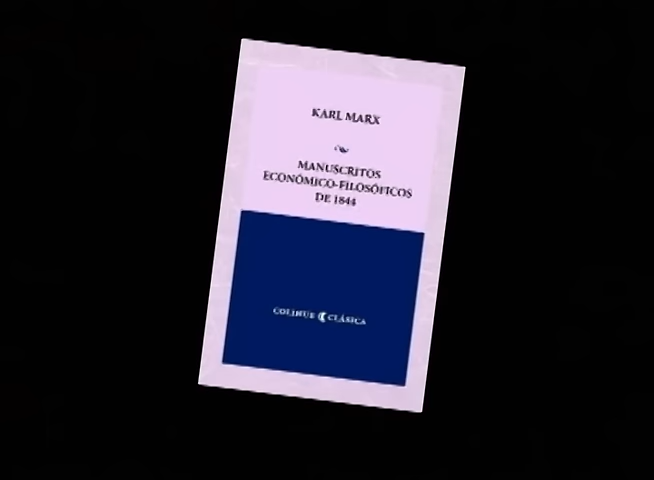 KARL MARX
MANUSCRITOS
ECONÓMICO-FILOSÓFICOS
DE 1844
COLIHUE CLÁSICA